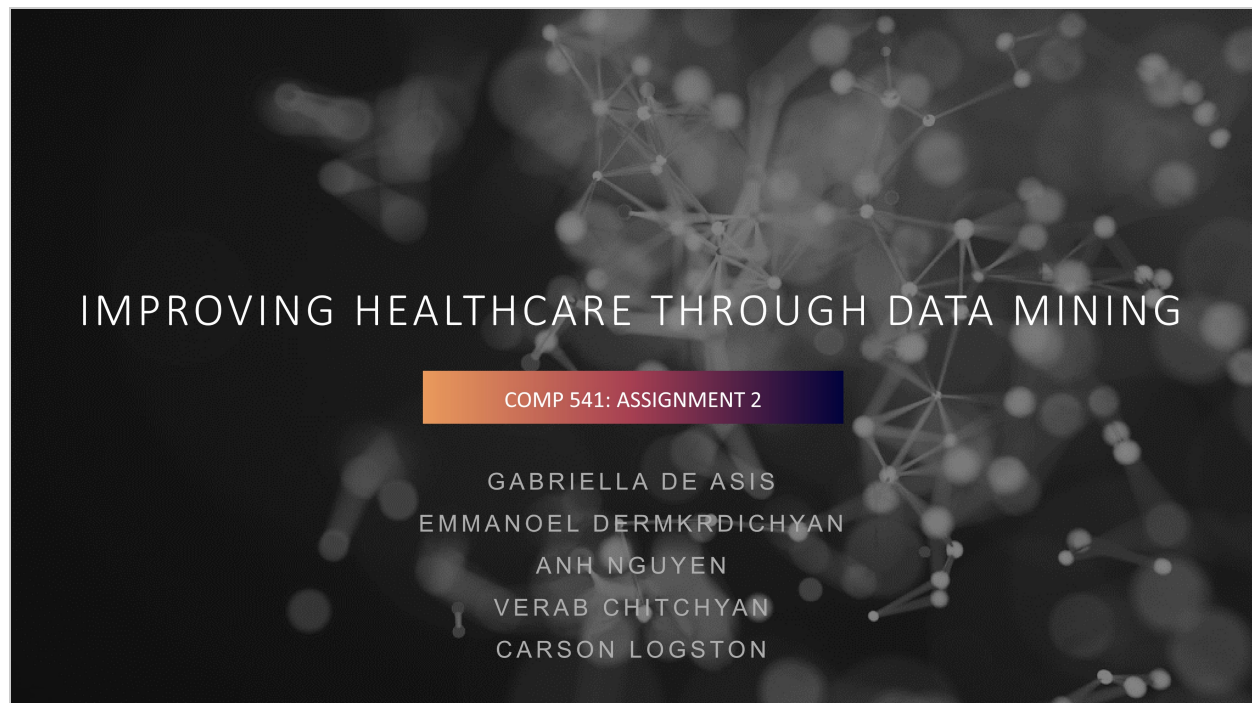 IMPROVING HEALTHCARE THROUGH DATA MINING
COMP 541: ASSIGNMENT 2
GABRIELLA DE ASIS
EMMANOEL DERMKRDICHYAN
ANH NGUYEN
VERAB CHITCHYAN
CARSON LOGSTON